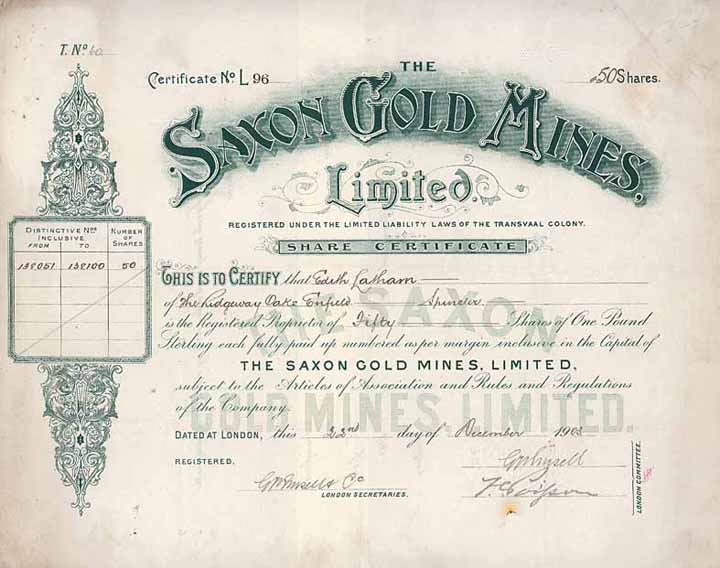 T. Nº
Certificate Nº L 96
THE
50 Shares.
SAXON GOLD MINES,
Limited.
REGISTERED UNDER THE LIMITED LIABILITY LAWS OF THE TRANSVAAL COLONY.
SHARE CERTIFICATE
DISTINCTIVE Nºs INCLUSIVE
FROM TO
NUMBER OF SHARES
138051 138100 50
THIS IS TO CERTIFY that Edith Latham
of The Ridgeway Oake Enfield Spinster
is the Registered Proprietor of Fifty Shares of One Pound
Sterling each fully paid up numbered as per margin inclusive in the Capital of
THE SAXON GOLD MINES, LIMITED,
subject to the Articles of Association and Rules and Regulations
of the Company.
THE SAXON
GOLD MINES, LIMITED.
DATED AT LONDON, this 22nd day of December 1903
REGISTERED.
& Co
LONDON SECRETARIES.
LONDON COMMITTEE.